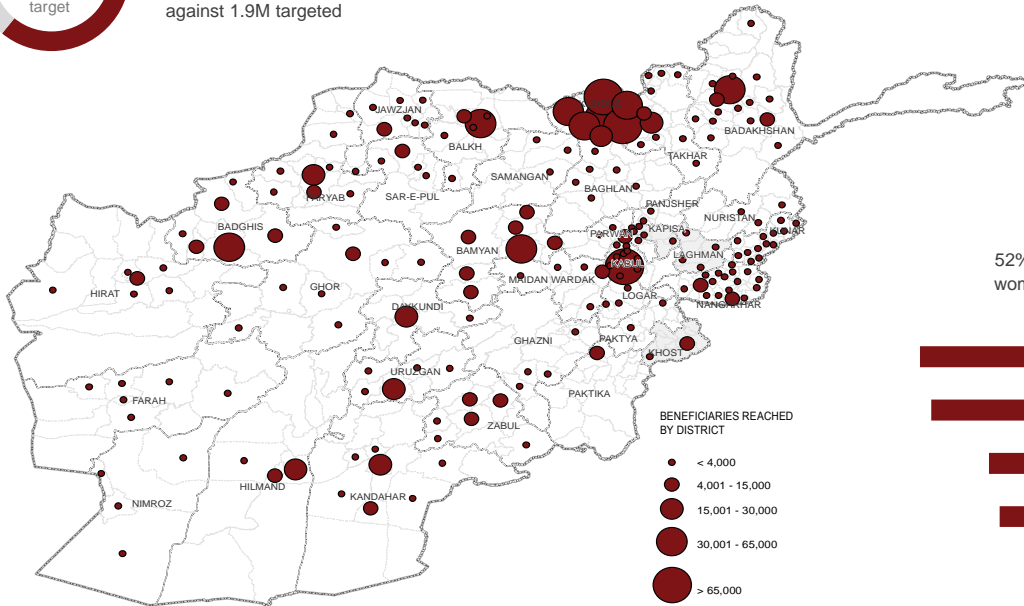 target
against 1.9M targeted
JAWZJAN
BALKH
BADAKHSHAN
TAKHAR
SAMANGAN
BAGHLAN
FARYAB
SAR-E-PUL
PANJSHER
NURISTAN
BADGHIS
PARWAN
KAPISA
KUNAR
BAMYAN
LAGHMAN
KABUL
MAIDAN WARDAK
HIRAT
GHOR
LOGAR
NANGARHAR
DAYKUNDI
GHAZNI
PAKTYA
KHOST
URUZGAN
PAKTIKA
FARAH
ZABUL
HILMAND
KANDAHAR
NIMROZ
52%
BENEFICIARIES REACHED
BY DISTRICT
< 4,000
4,001 - 15,000
15,001 - 30,000
30,001 - 65,000
> 65,000